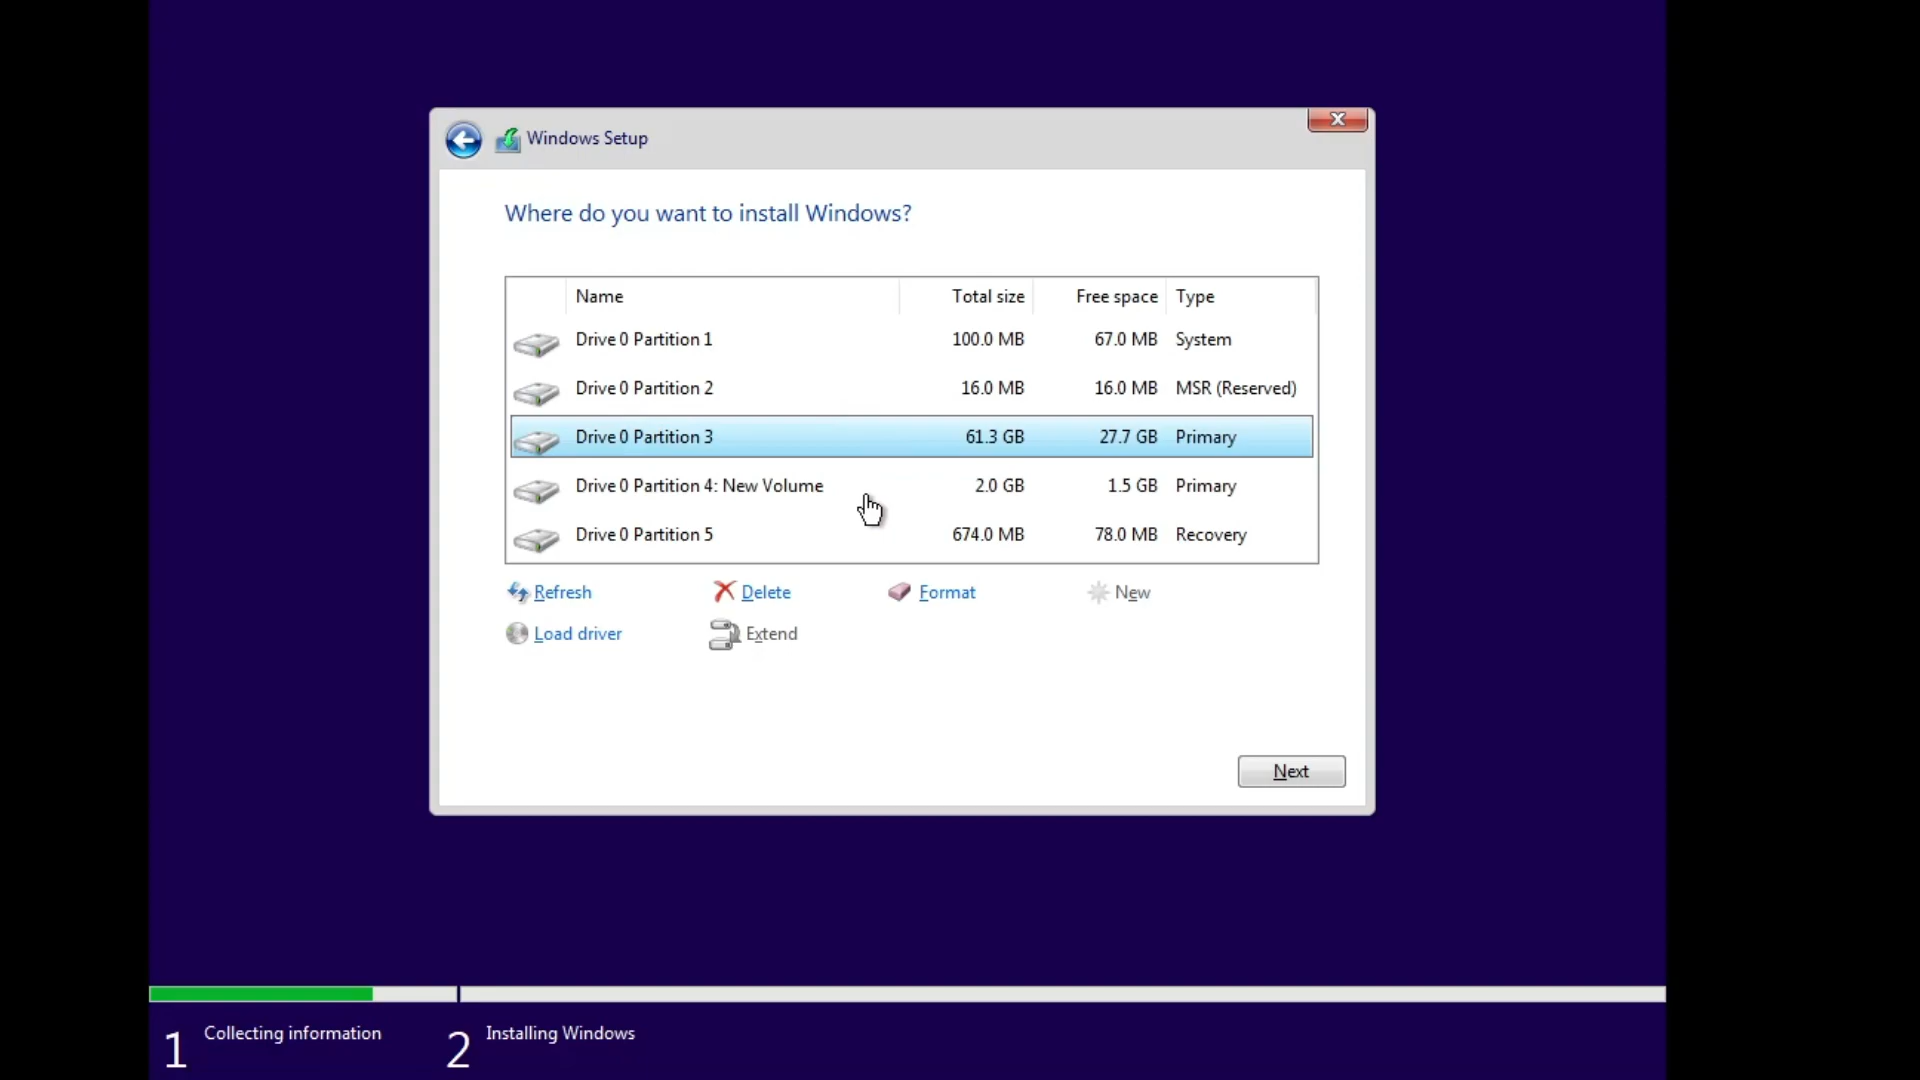 Windows Setup
Where do you want to install Windows?
Name Total size Free space Type
Drive 0 Partition 1 100.0 MB 67.0 MB System
Drive 0 Partition 2 16.0 MB 16.0 MB MSR (Reserved)
Drive 0 Partition 3 61.3 GB 27.7 GB Primary
Drive 0 Partition 4: New Volume 2.0 GB 1.5 GB Primary
Drive 0 Partition 5 674.0 MB 78.0 MB Recovery
Refresh Delete Format New
Load driver Extend
Next
1 Collecting information 2 Installing Windows